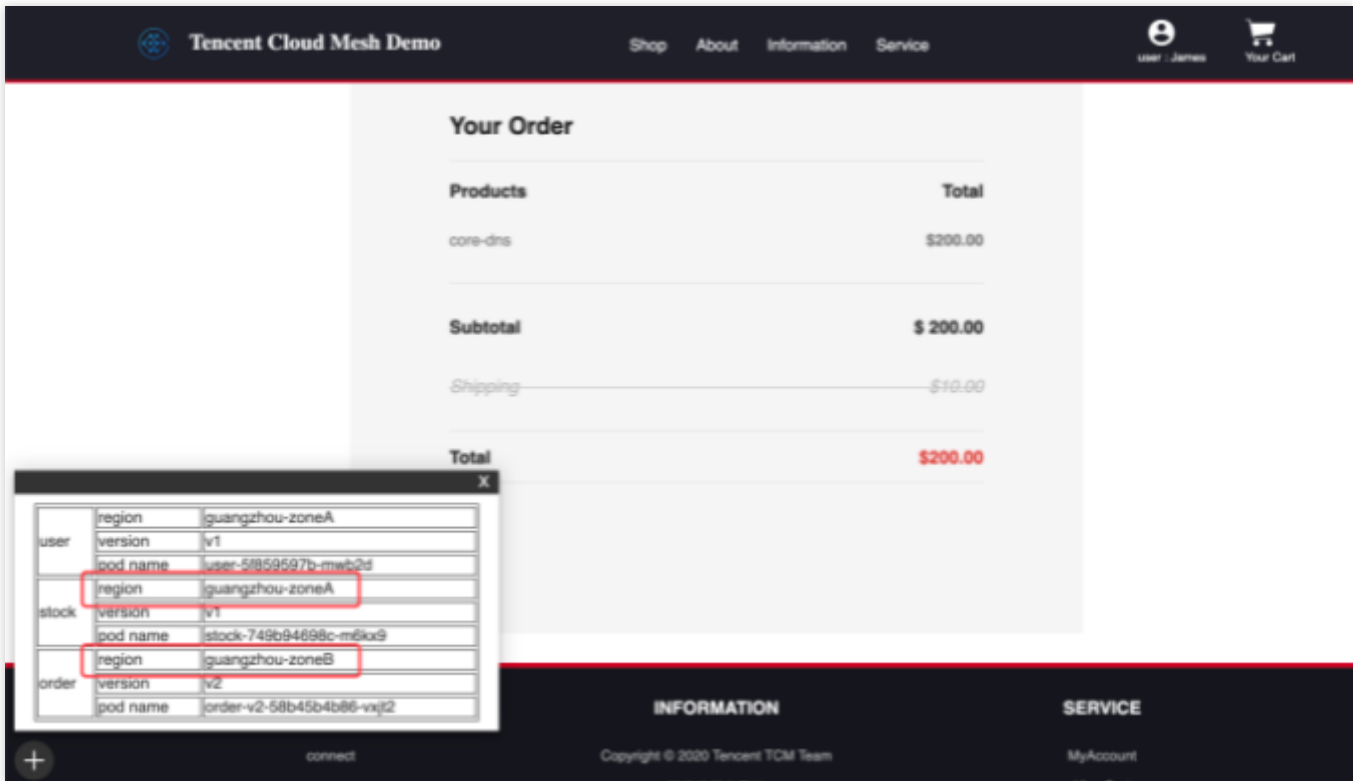 Tencent Cloud Mesh Demo Shop About Information Service user : James Your Cart
Your Order
Products Total
core-dns $200.00
Subtotal $ 200.00
Shipping $10.00
Total $200.00
X
user region guangzhou-zoneA
version v1
pod name user-5f859597b-mwb2d
stock region guangzhou-zoneA
version v1
pod name stock-749b94698c-m6kx9
order region guangzhou-zoneB
version v2
pod name order-v2-58b45b4b86-vxjt2
INFORMATION SERVICE
connect Copyright © 2020 Tencent TCM Team MyAccount